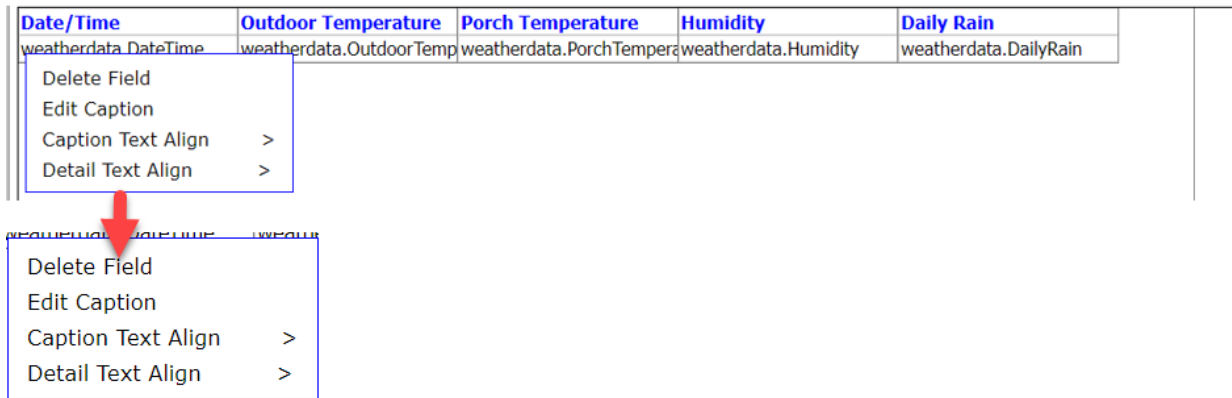 Date/Time Outdoor Temperature Porch Temperature Humidity Daily Rain
weatherdata.DateTime weatherdata.OutdoorTemp weatherdata.PorchTempera weatherdata.Humidity weatherdata.DailyRain
Delete Field
Edit Caption
Caption Text Align >
Detail Text Align >
Delete Field
Edit Caption
Caption Text Align >
Detail Text Align >